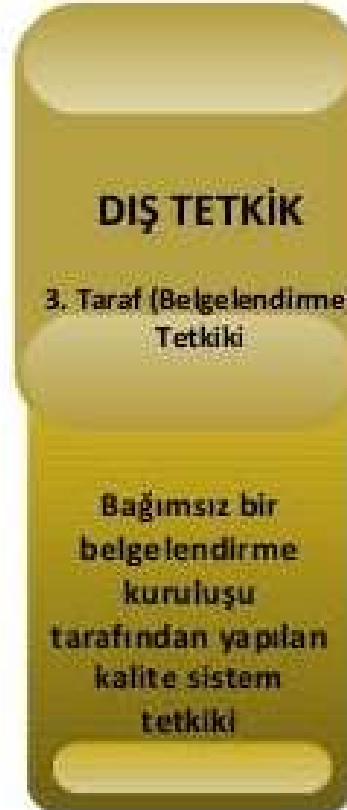 DIŞ TETKİK
3. Taraf (Belgelendirme
Tetkiki
Bağımsız bir
belgelendirme
kuruluşu
tarafından yapılan
kalite sistem
tetkiki